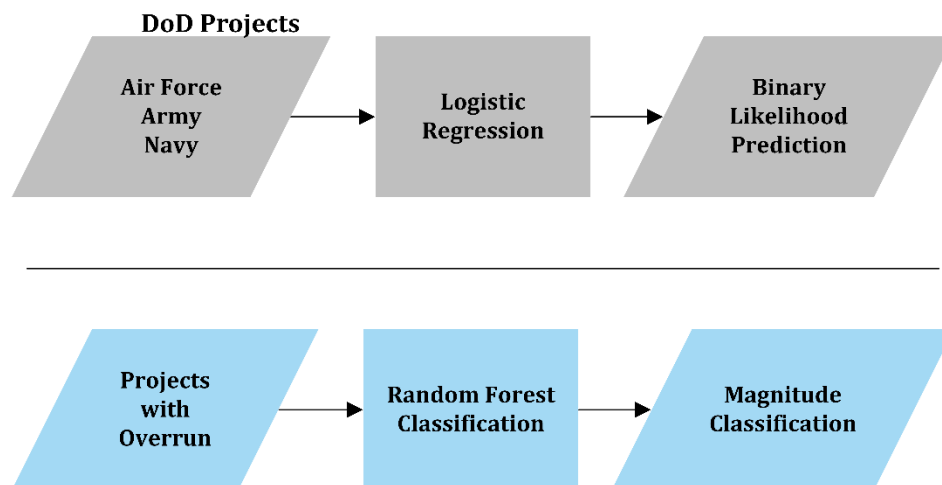 DoD Projects
Air Force
Army
Navy
Logistic
Regression
Binary
Likelihood
Prediction
Projects
with
Overrun
Random Forest
Classification
Magnitude
Classification